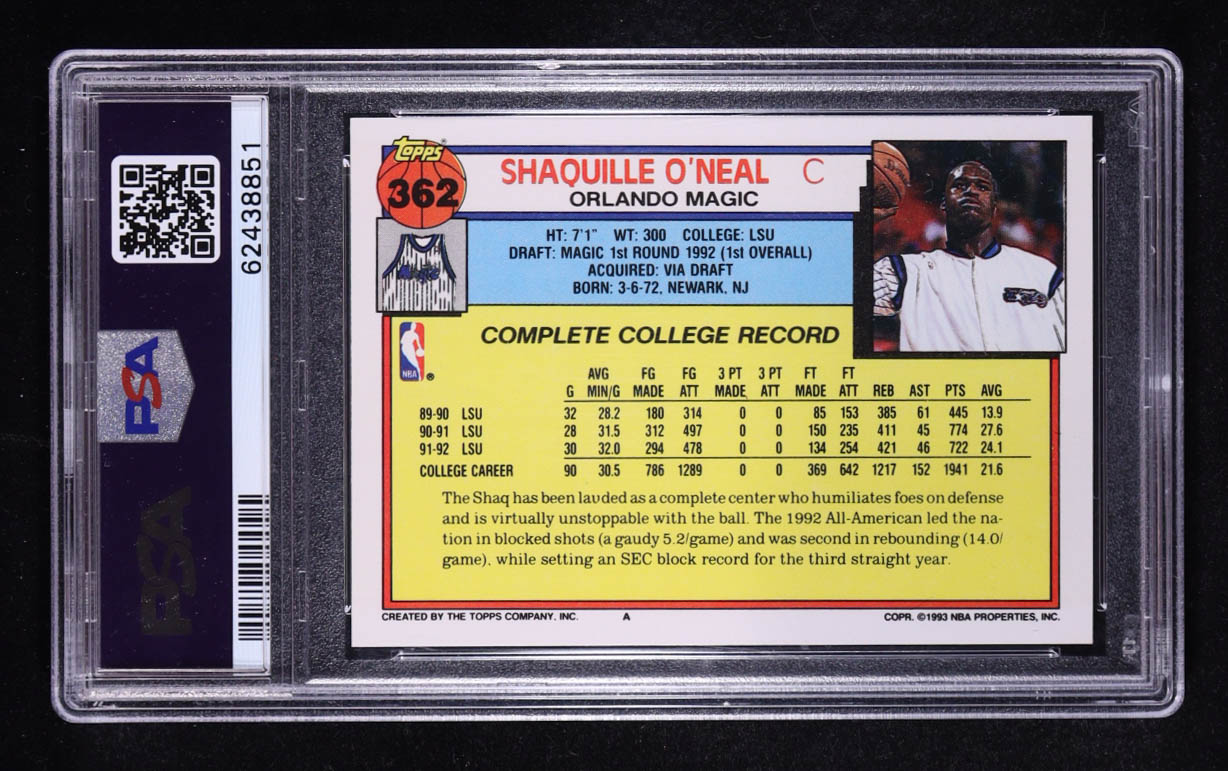 62438851
PSA
PSA
Topps
362
SHAQUILLE O'NEAL C
ORLANDO MAGIC
Magic
HT: 7'1" WT: 300 COLLEGE: LSU
DRAFT: MAGIC 1st ROUND 1992 (1st OVERALL)
ACQUIRED: VIA DRAFT
BORN: 3-6-72, NEWARK, NJ
NBA ®
COMPLETE COLLEGE RECORD
AVG FG FG 3 PT 3 PT FT FT
G MIN/G MADE ATT MADE ATT MADE ATT REB AST PTS AVG
89-90 LSU 32 28.2 180 314 0 0 85 153 385 61 445 13.9
90-91 LSU 28 31.5 312 497 0 0 150 235 411 45 774 27.6
91-92 LSU 30 32.0 294 478 0 0 134 254 421 46 722 24.1
COLLEGE CAREER 90 30.5 786 1289 0 0 369 642 1217 152 1941 21.6
The Shaq has been lauded as a complete center who humiliates foes on defense
and is virtually unstoppable with the ball. The 1992 All-American led the na-
tion in blocked shots (a gaudy 5.2/game) and was second in rebounding (14.0/
game), while setting an SEC block record for the third straight year.
CREATED BY THE TOPPS COMPANY, INC. A COPR. ©1993 NBA PROPERTIES, INC.